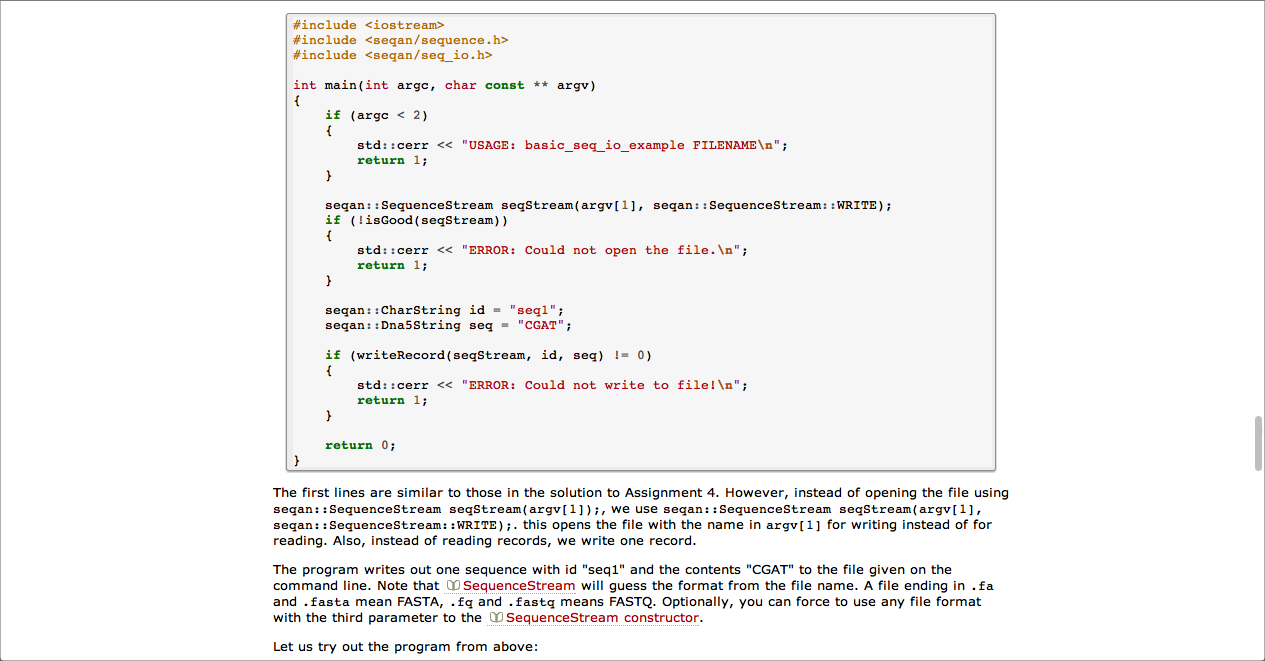 #include <iostream>
#include <seqan/sequence.h>
#include <seqan/seq_io.h>
int main(int argc, char const ** argv)
{
    if (argc < 2)
    {
        std::cerr << "USAGE: basic_seq_io_example FILENAME\n";
        return 1;
    }
    seqan::SequenceStream seqStream(argv[1], seqan::SequenceStream::WRITE);
    if (!isGood(seqStream))
    {
        std::cerr << "ERROR: Could not open the file.\n";
        return 1;
    }
    seqan::CharString id = "seq1";
    seqan::Dna5String seq = "CGAT";
    if (writeRecord(seqStream, id, seq) != 0)
    {
        std::cerr << "ERROR: Could not write to file!\n";
        return 1;
    }
    return 0;
}
The first lines are similar to those in the solution to Assignment 4. However, instead of opening the file using
seqan::SequenceStream seqStream(argv[1]);, we use seqan::SequenceStream seqStream(argv[1],
seqan::SequenceStream::WRITE);. this opens the file with the name in argv[1] for writing instead of for
reading. Also, instead of reading records, we write one record.
The program writes out one sequence with id "seq1" and the contents "CGAT" to the file given on the
command line. Note that SequenceStream will guess the format from the file name. A file ending in .fa
and .fasta mean FASTA, .fq and .fastq means FASTQ. Optionally, you can force to use any file format
with the third parameter to the SequenceStream constructor.
Let us try out the program from above: